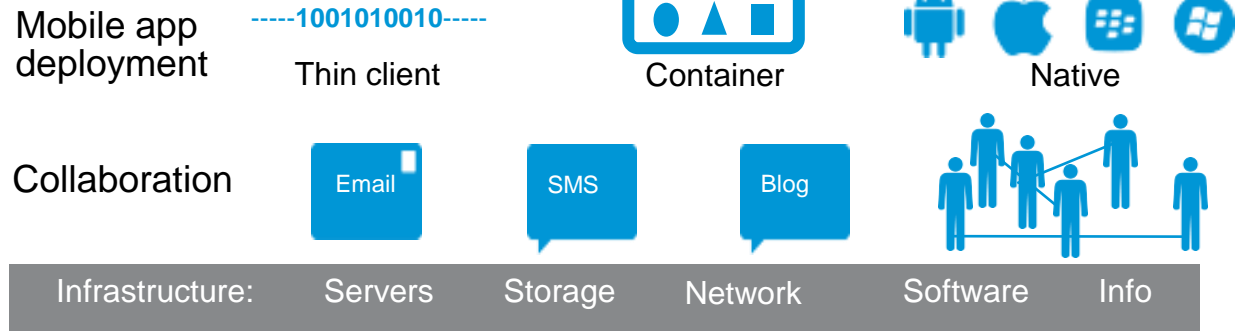 Mobile app
deployment
-----1001010010-----
Thin client
Container
Native
Collaboration
Email
SMS
Blog
Infrastructure: Servers Storage Network Software Info